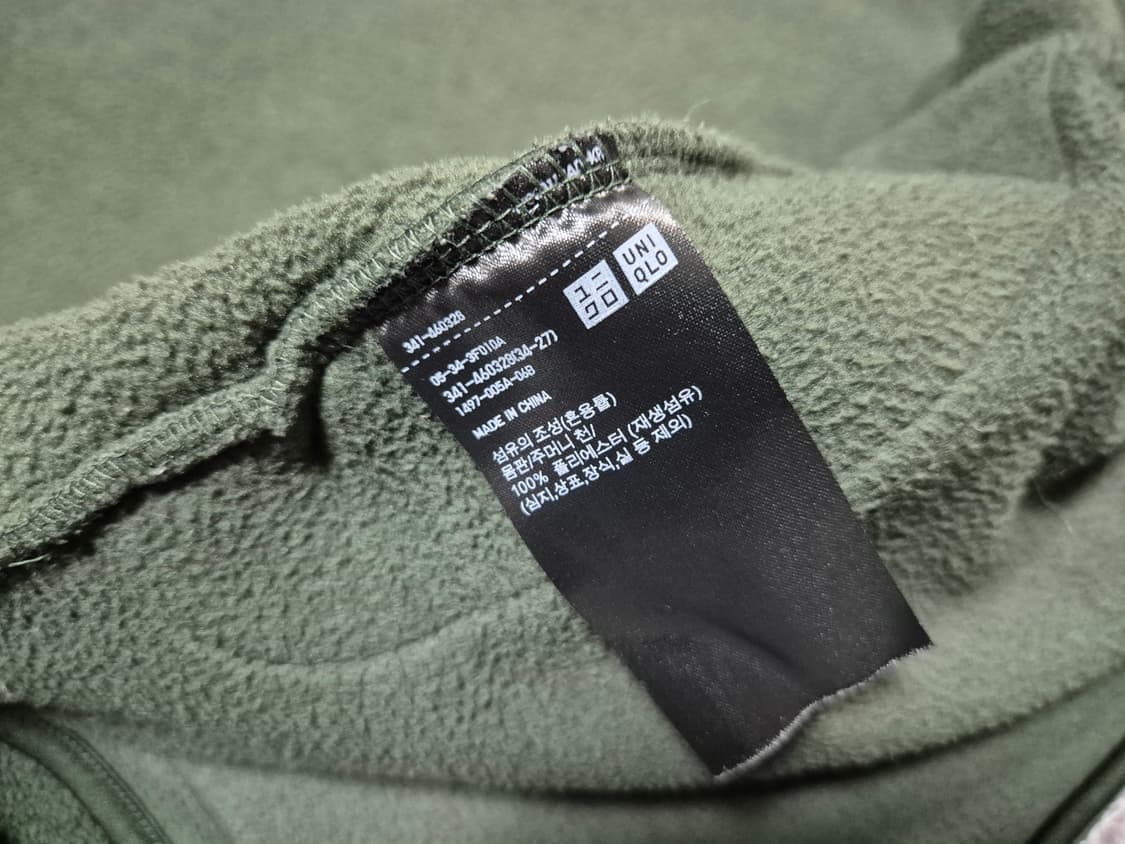 ユニ
クロ
UNI
QLO
341-460328
05-34-3F010A
341-460328(34-27)
1497-005A-06B
MADE IN CHINA
섬유의 조성(혼용률)
몸판/주머니 천/
100% 폴리에스터 (재생섬유)
(심지,상표,장식,실 등 제외)